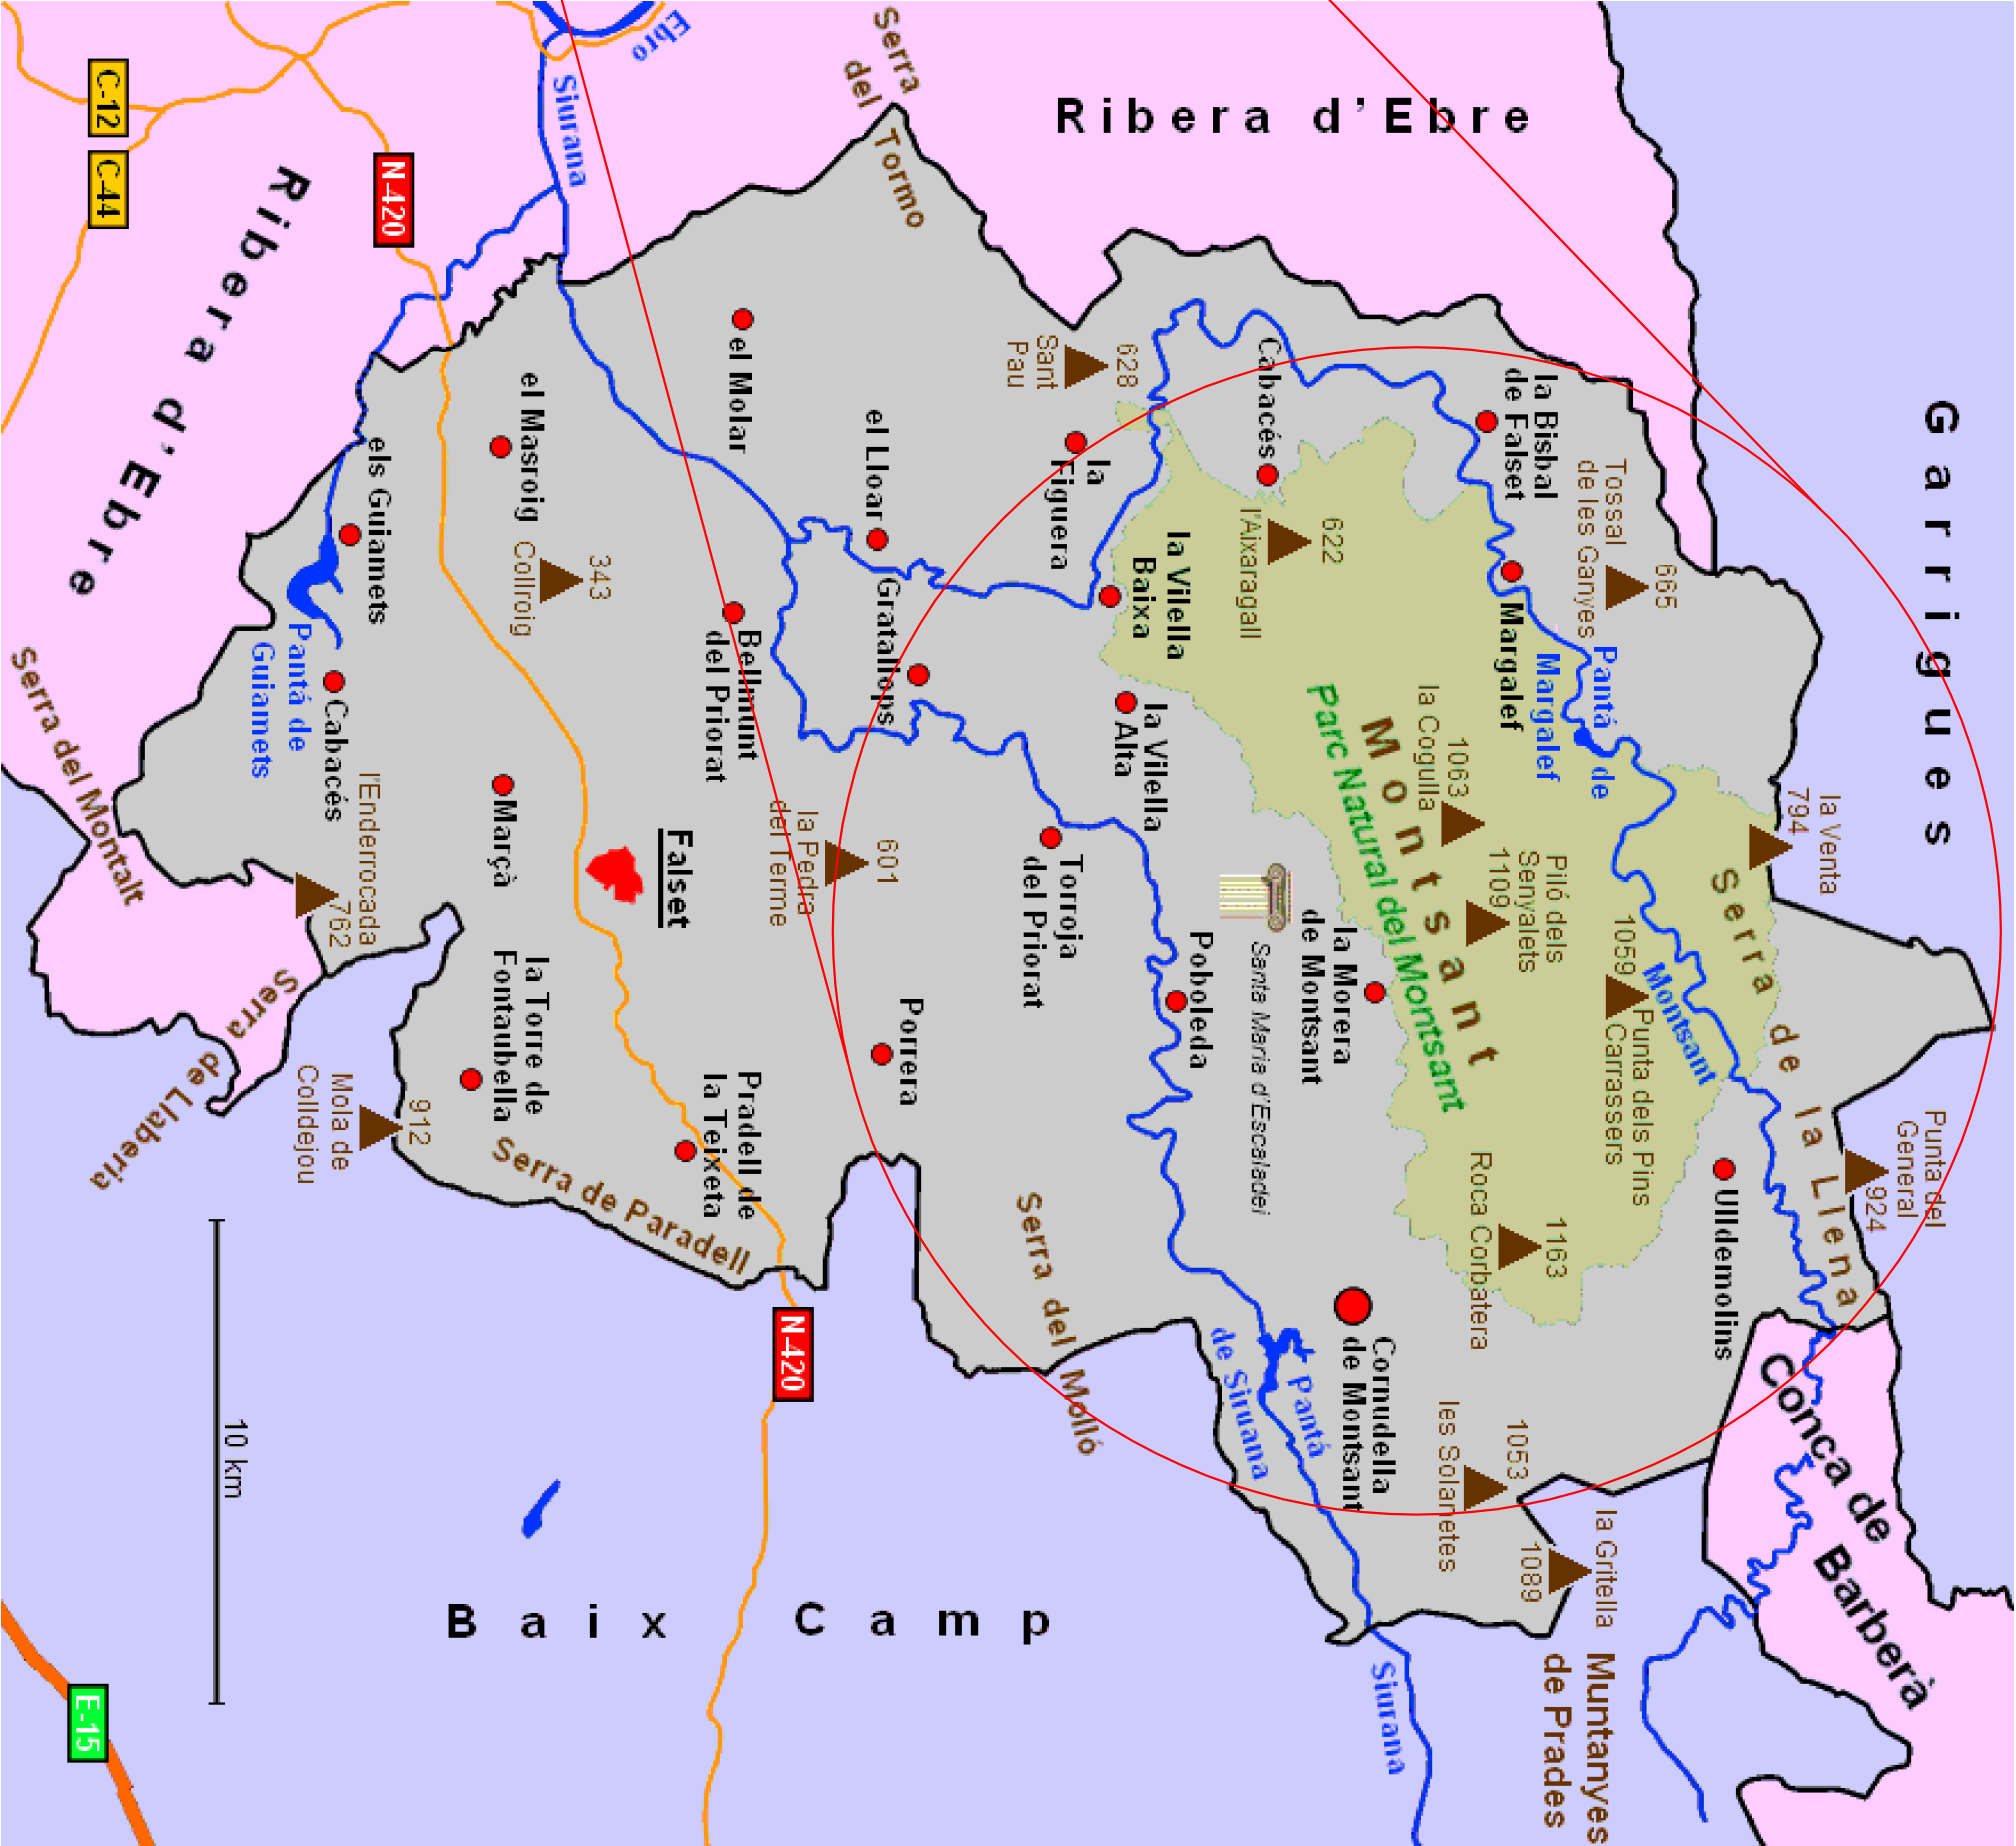 Ribera d'Ebre
Garrigues
Ribera d'Ebre
Conca de
Barberà
Baix Camp
Ebro
Siurana
C-12
C-44
N-420
Serra
del
Tormo
el Molar
el Lloar
el Masroig
els Guiamets
Pantá de
Guiamets
Cabacés
Serra del Montalt
l'Enderrocada
762
Serra
de Llaberia
Mola de
Colldejou
912
343
Collroig
Marçà
Falset
la Torre de
Fontaubella
Serra de Paradell
Pradell de
la Teixeta
N-420
Bellmunt
del Priorat
Gratallops
la Pedra
del Terme
601
Porrera
Torroja
del Priorat
628
Sant
Pau
la
Figuera
Cabacés
622
l'Aixaragall
la Vilella
Baixa
la Vilella
Alta
la Bisbal
de Falset
Tossal
de les Ganyes
665
Margalef
Pantá de
Margalef
Montsant
Parc Natural del Montsant
1063
la Cogulla
Piló dels
Senyalets
1109
1059
Punta dels Pins
Carrassers
Montsant
la Venta
794
Serra de la Llena
Punta del
General
924
Ulldemolins
1163
Roca Corbatera
la Morera
de Montsant
Santa Maria d'Escaladei
Poboleda
Serra del Molló
Cornudella
de Montsant
Pantá
de Siruana
1053
les Solanetes
la Gritella
1089
Muntanyes
de Prades
Siurana
10 km
E-15